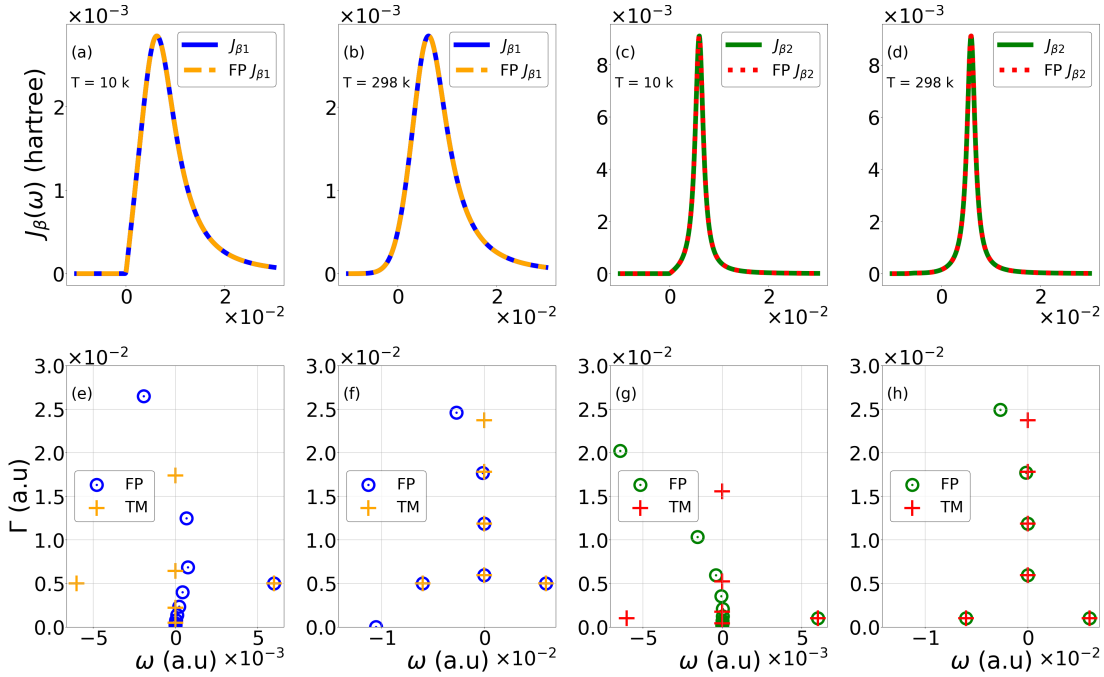 ×10⁻³ ×10⁻³ ×10⁻³ ×10⁻³
(a) J_β1 FP J_β1 T = 10 k
(b) J_β1 FP J_β1 T = 298 k
(c) J_β2 FP J_β2 T = 10 k
(d) J_β2 FP J_β2 T = 298 k
J_β(ω) (hartree)
2 2 8 8
6 6
1 1 4 4
2 2
0 0 0 0
0 2 0 2 0 2 0 2
×10⁻² ×10⁻² ×10⁻² ×10⁻²
×10⁻² ×10⁻² ×10⁻² ×10⁻²
3.0 3.0 3.0 3.0
(e) (f) (g) (h)
2.5 2.5 2.5 2.5
2.0 2.0 2.0 2.0
Γ (a.u)
FP FP FP FP
1.5 1.5 1.5 1.5
TM TM TM TM
1.0 1.0 1.0 1.0
0.5 0.5 0.5 0.5
0.0 0.0 0.0 0.0
−5 0 5 −1 0 −5 0 5 −1 0
ω (a.u) ×10⁻³ ω (a.u) ×10⁻² ω (a.u) ×10⁻³ ω (a.u) ×10⁻²